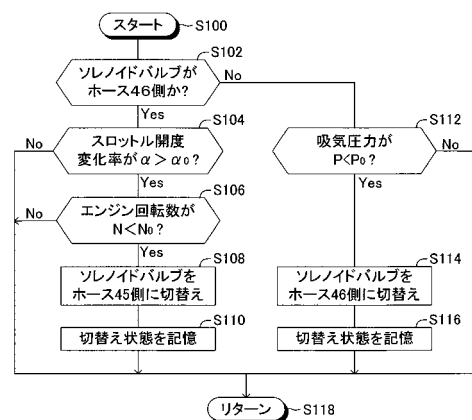 スタート
S100
S102
ソレノイドバルブが
ホース46側か?
No
Yes
S104
No
スロットル開度
変化率がα>α₀?
Yes
S106
No
エンジン回転数が
N<N₀?
Yes
S108
ソレノイドバルブを
ホース45側に切替え
S110
切替え状態を記憶
S112
吸気圧力が
P<P₀?
No
Yes
S114
ソレノイドバルブを
ホース46側に切替え
S116
切替え状態を記憶
リターン
S118